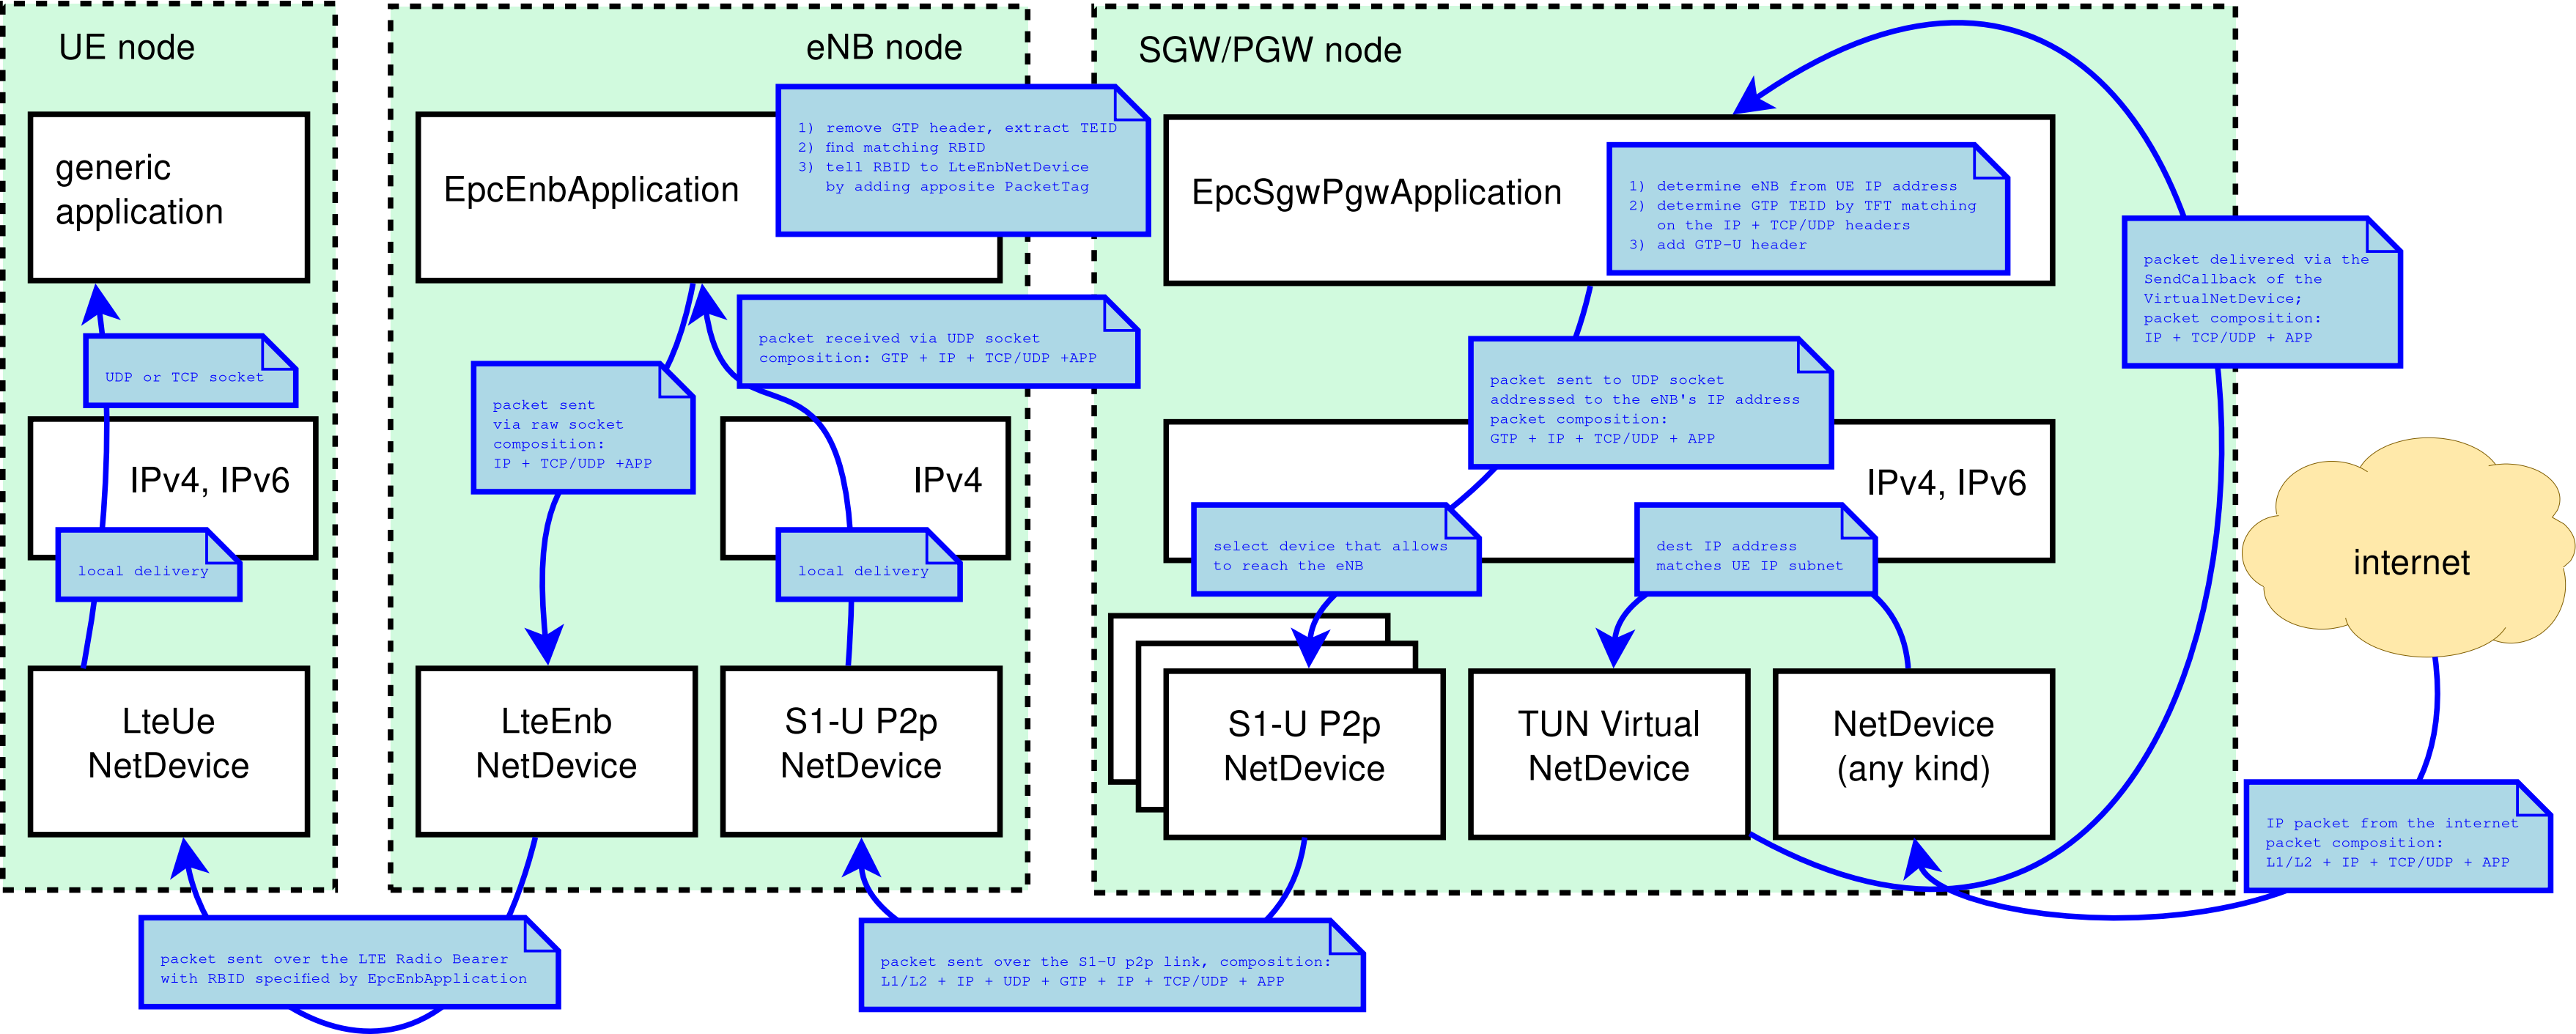 UE node
generic
application
UDP or TCP socket
IPv4, IPv6
local delivery
LteUe
NetDevice
packet sent over the LTE Radio Bearer
with RBID specified by EpcEnbApplication
eNB node
EpcEnbApplication
1) remove GTP header, extract TEID
2) find matching RBID
3) tell RBID to LteEnbNetDevice
by adding apposite PacketTag
packet received via UDP socket
composition: GTP + IP + TCP/UDP +APP
packet sent
via raw socket
composition:
IP + TCP/UDP +APP
IPv4
local delivery
LteEnb
NetDevice
S1-U P2p
NetDevice
packet sent over the S1-U p2p link, composition:
L1/L2 + IP + UDP + GTP + IP + TCP/UDP + APP
SGW/PGW node
EpcSgwPgwApplication
1) determine eNB from UE IP address
2) determine GTP TEID by TFT matching
on the IP + TCP/UDP headers
3) add GTP-U header
packet delivered via the
SendCallback of the
VirtualNetDevice;
packet composition:
IP + TCP/UDP + APP
packet sent to UDP socket
addressed to the eNB's IP address
packet composition:
GTP + IP + TCP/UDP + APP
IPv4, IPv6
select device that allows
to reach the eNB
dest IP address
matches UE IP subnet
S1-U P2p
NetDevice
TUN Virtual
NetDevice
NetDevice
(any kind)
internet
IP packet from the internet
packet composition:
L1/L2 + IP + TCP/UDP + APP